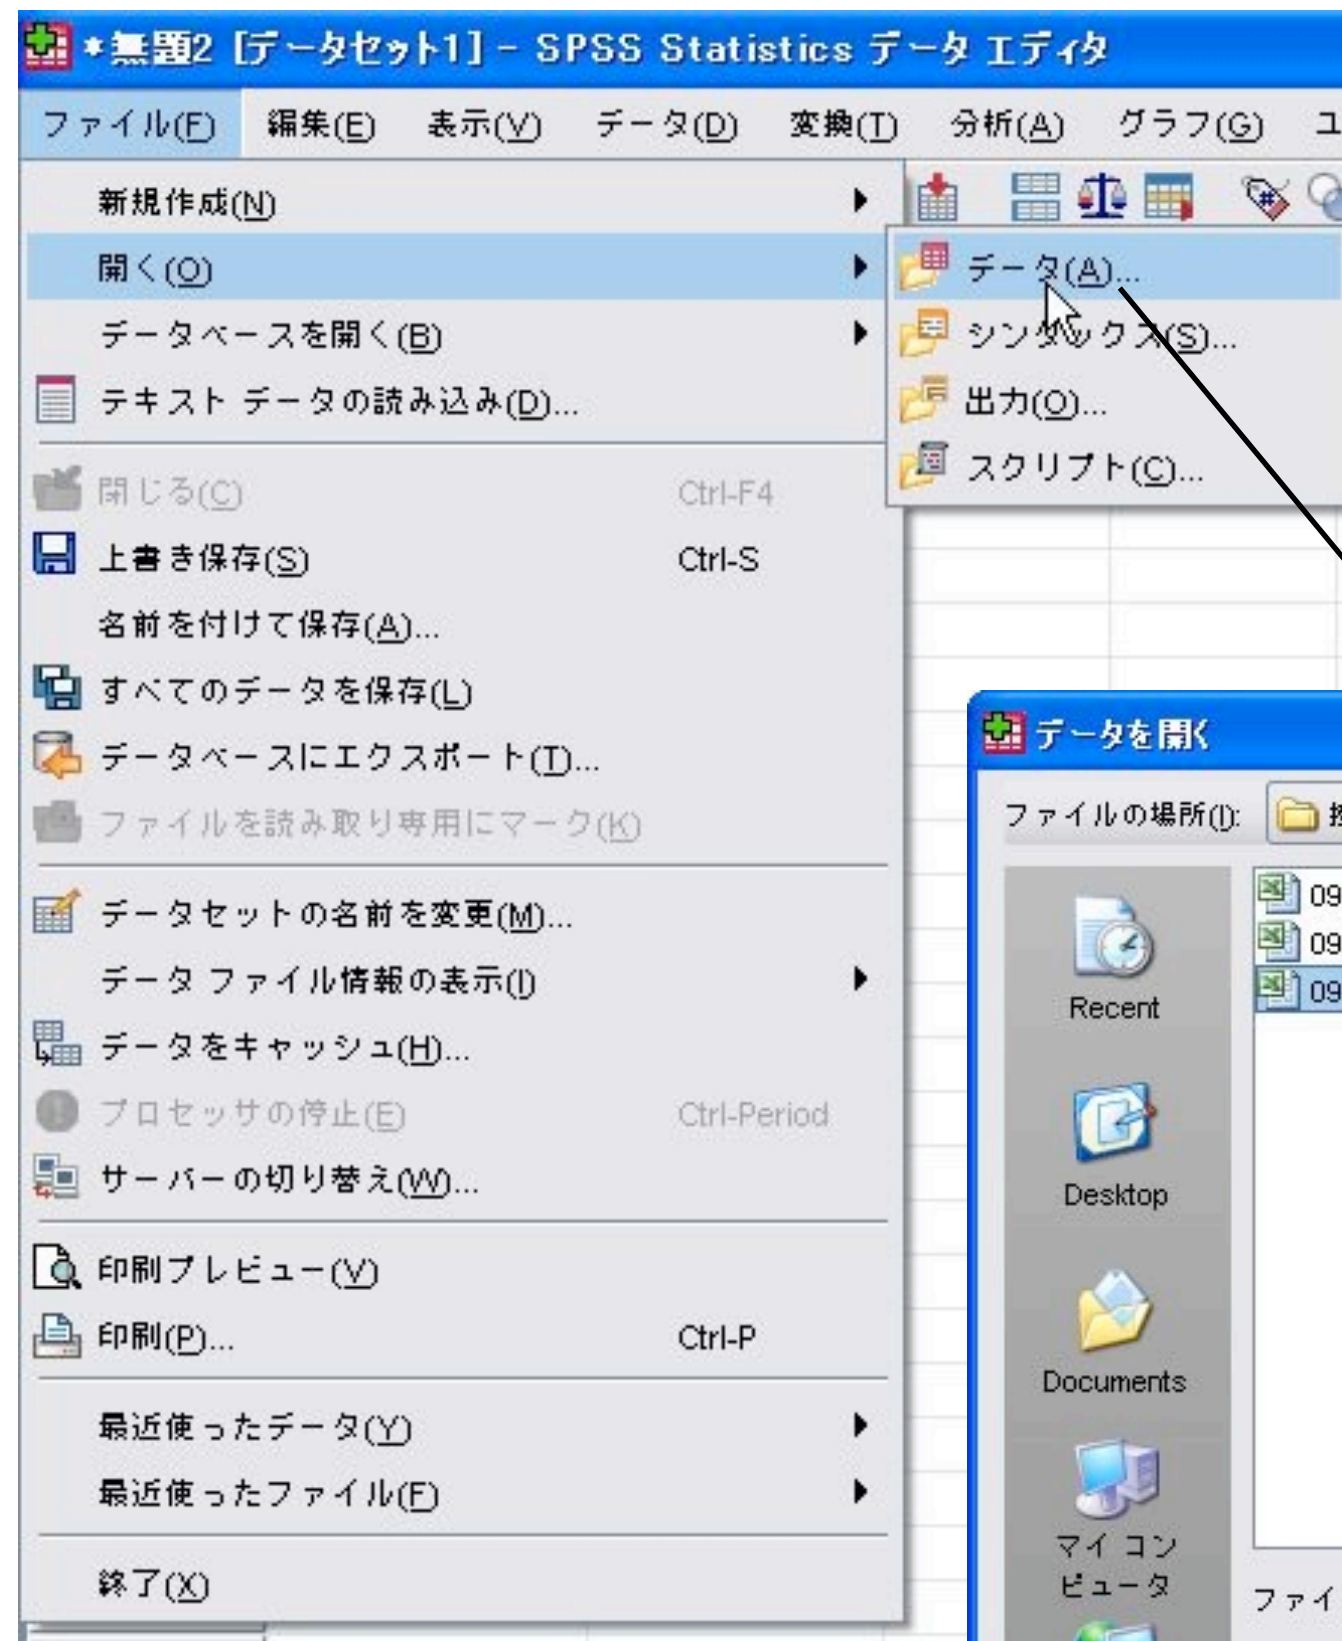 *無題2 [データセット1] - SPSS Statistics データ エディタ
ファイル(F) 編集(E) 表示(V) データ(D) 変換(T) 分析(A) グラフ(G) ユ
新規作成(N)
開く(O)
データベースを開く(B)
テキスト データの読み込み(D)...
閉じる(C) Ctrl-F4
上書き保存(S) Ctrl-S
名前を付けて保存(A)...
すべてのデータを保存(L)
データベースにエクスポート(T)...
ファイルを読み取り専用にマーク(K)
データセットの名前を変更(M)...
データ ファイル情報の表示(I)
データをキャッシュ(H)...
プロセッサの停止(E) Ctrl-Period
サーバーの切り替え(W)...
印刷プレビュー(V)
印刷(P)... Ctrl-P
最近使ったデータ(Y)
最近使ったファイル(F)
終了(X)
データ(A)...
シンタックス(S)...
出力(O)...
スクリプト(C)...
データを開く
ファイルの場所(I):
09
09
09
Recent
Desktop
Documents
マイ コン
ピュータ
ファイ